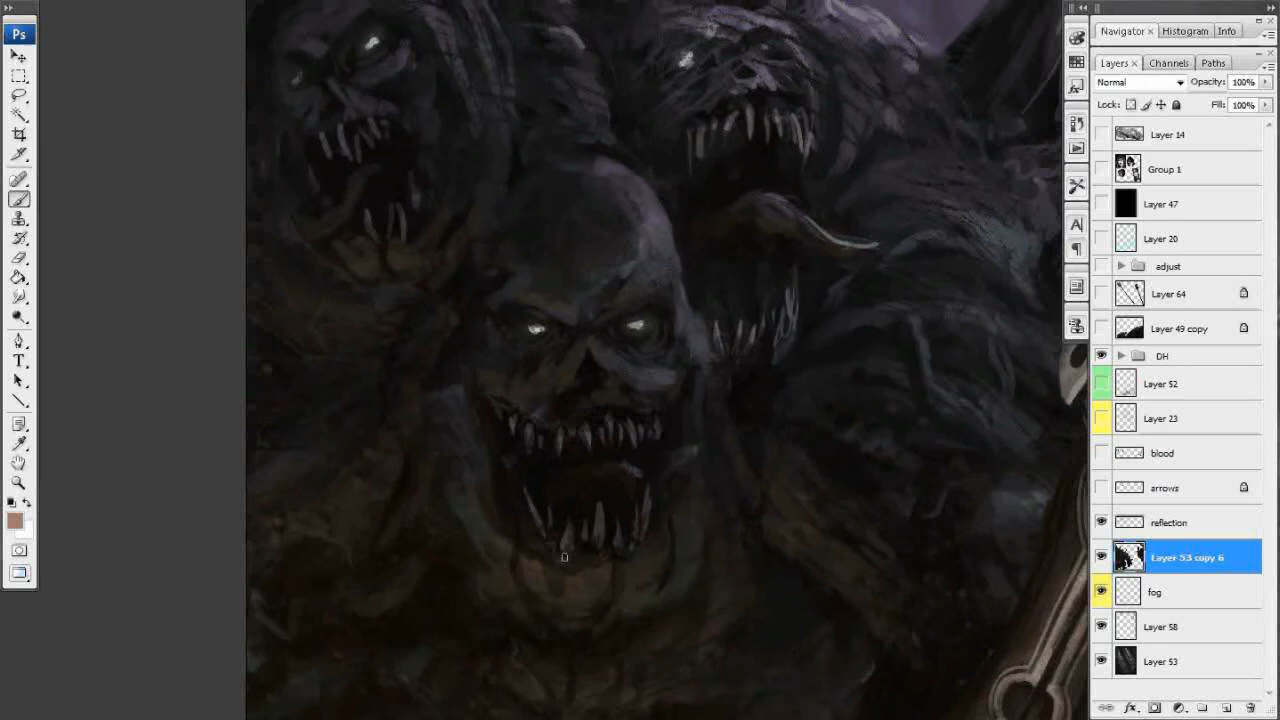 Ps
Navigator × Histogram Info
Layers × Channels Paths
Normal Opacity: 100%
Lock: Fill: 100%
Layer 14
Group 1
Layer 47
Layer 20
adjust
Layer 64
Layer 49 copy
DH
Layer 52
Layer 23
blood
arrows
reflection
Layer 53 copy 6
fog
Layer 58
Layer 53